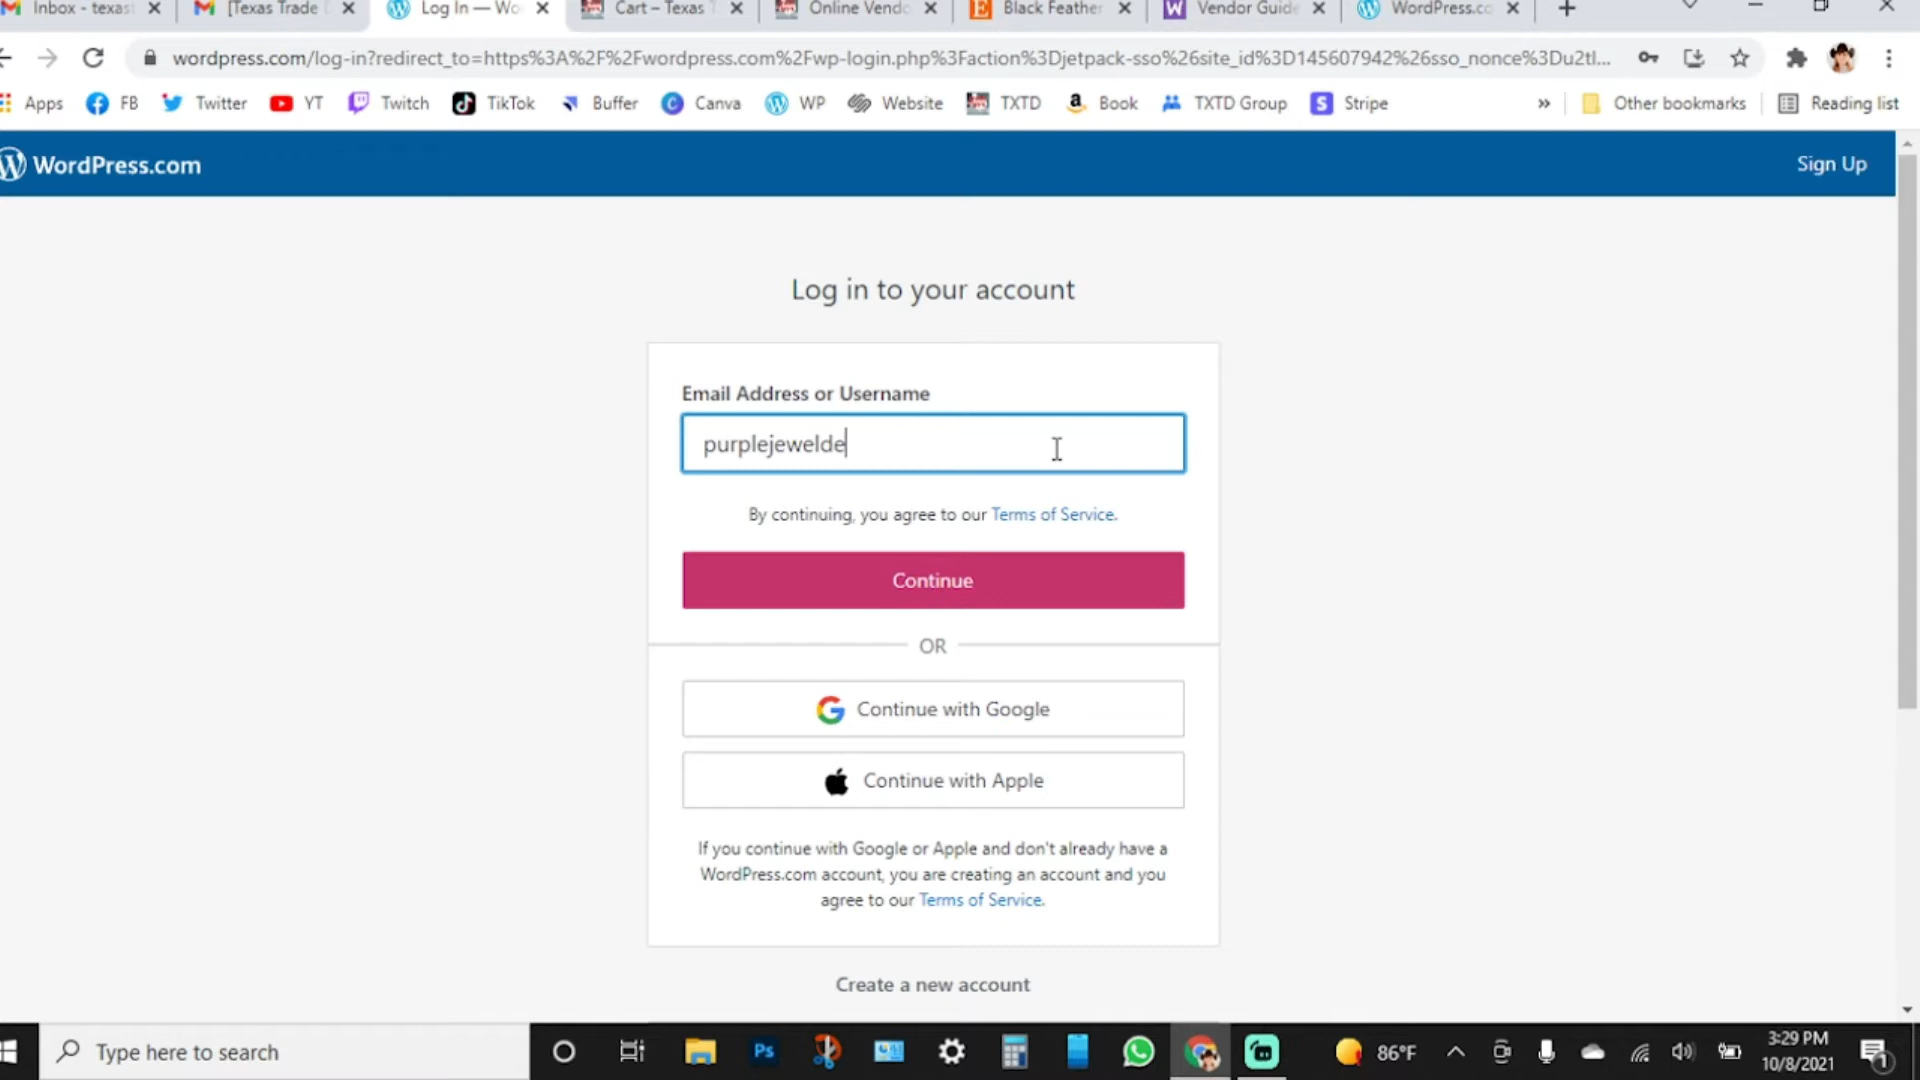 Inbox - texast
[Texas Trade D
Log In — Wo
Cart – Texas T
Online Vendo
Black Feather
Vendor Guide
WordPress.co
wordpress.com/log-in?redirect_to=https%3A%2F%2Fwordpress.com%2Fwp-login.php%3Faction%3Djetpack-sso%26site_id%3D145607942%26sso_nonce%3Du2tl...
Apps FB Twitter YT Twitch TikTok Buffer Canva WP Website TXTD Book TXTD Group Stripe » Other bookmarks Reading list
WordPress.com
Sign Up
Log in to your account
Email Address or Username
purplejewelde
By continuing, you agree to our Terms of Service.
Continue
OR
Continue with Google
Continue with Apple
If you continue with Google or Apple and don't already have a
WordPress.com account, you are creating an account and you
agree to our Terms of Service.
Create a new account
Type here to search
Ps
86°F
3:29 PM
10/8/2021
1